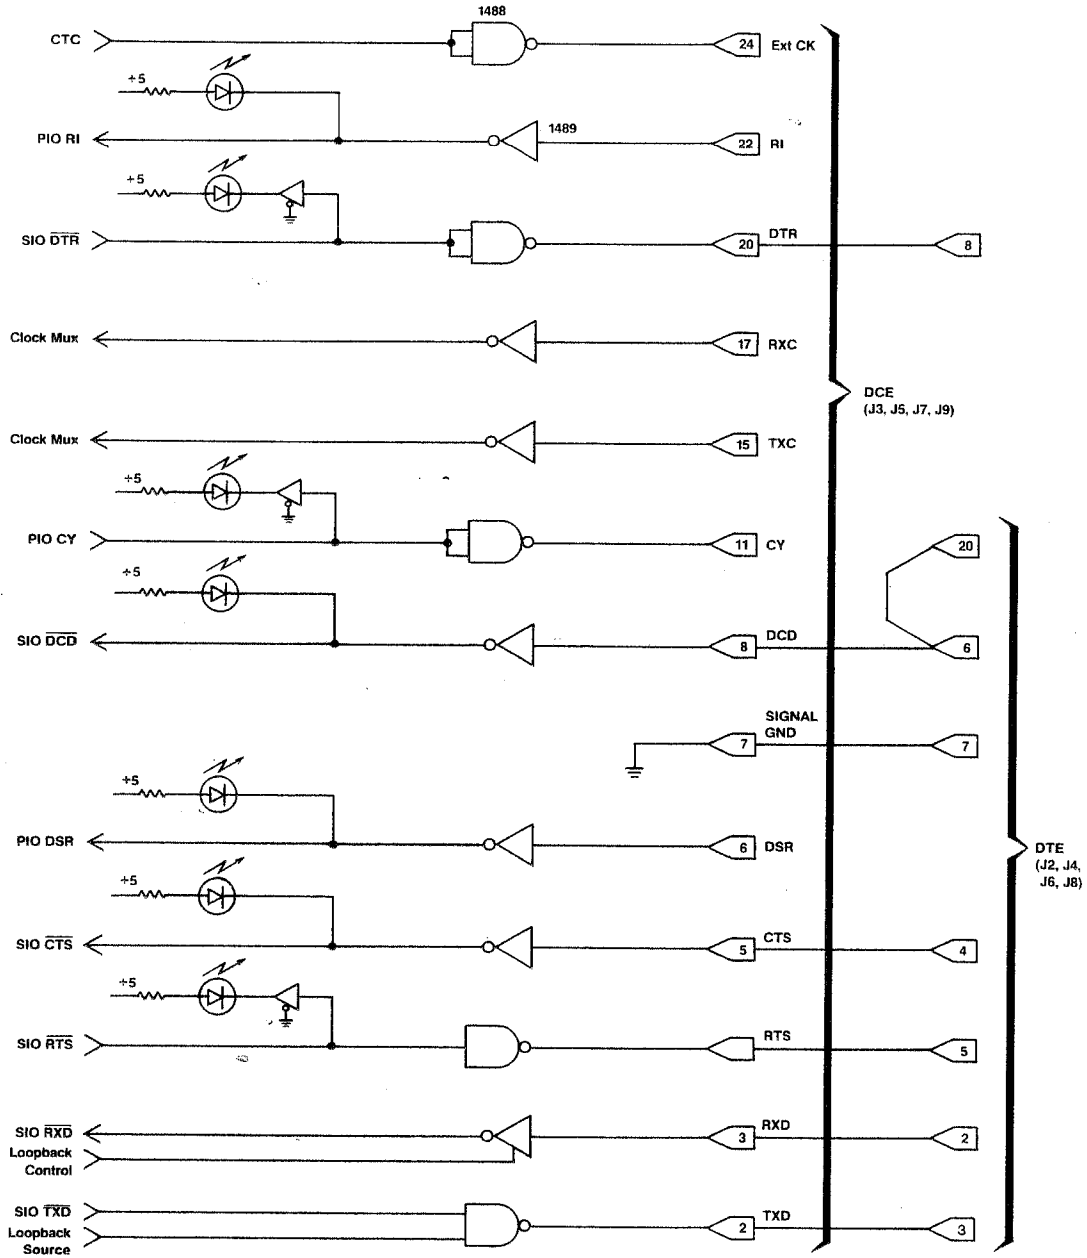 1488
CTC 24 Ext CK
+5
PIO RI 1489 22 RI
+5
SIO DTR 20 DTR 8
Clock Mux 17 RXC
DCE
(J3, J5, J7, J9)
Clock Mux 15 TXC
+5
PIO CY 11 CY 20
+5
SIO DCD 8 DCD 6
SIGNAL
GND
7 7
+5
PIO DSR 6 DSR
DTE
(J2, J4,
J6, J8)
+5
SIO CTS 5 CTS 4
+5
SIO RTS RTS 5
SIO RXD 3 RXD 2
Loopback
Control
SIO TXD 2 TXD 3
Loopback
Source